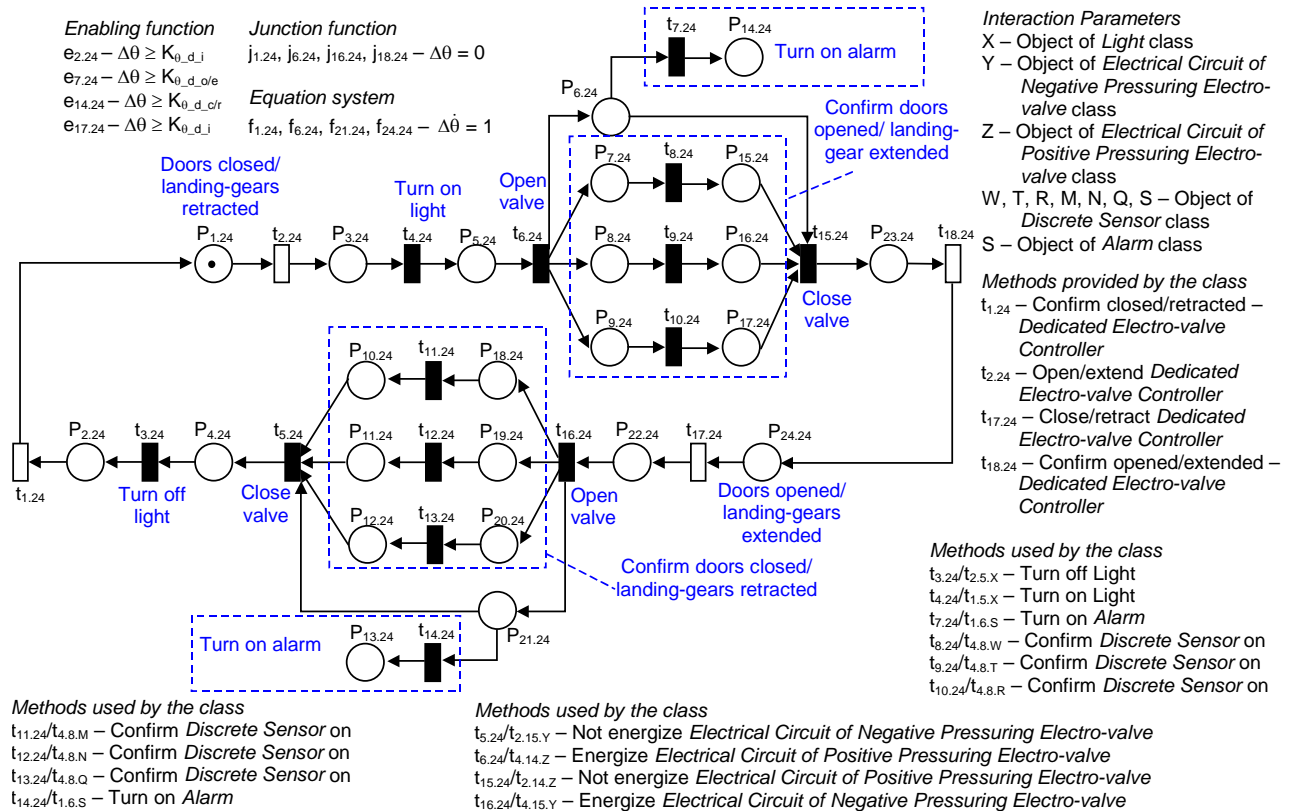 Enabling function
e2.24 – Δθ ≥ Kθ_d_i
e7.24 – Δθ ≥ Kθ_d_o/e
e14.24 – Δθ ≥ Kθ_d_c/r
e17.24 – Δθ ≥ Kθ_d_i
Junction function
j1.24, j6.24, j16.24, j18.24 – Δθ = 0
Equation system
f1.24, f6.24, f21.24, f24.24 – Δθ̇ = 1
t7.24
P14.24
Turn on alarm
P6.24
Confirm doors
opened/ landing-
gear extended
Doors closed/
landing-gears
retracted
Turn on
light
Open
valve
P7.24
t8.24
P15.24
P1.24
t2.24
P3.24
t4.24
P5.24
t6.24
P8.24
t9.24
P16.24
t15.24
P23.24
t18.24
Close
valve
P9.24
t10.24
P17.24
P10.24
t11.24
P18.24
P2.24
t3.24
P4.24
t5.24
P11.24
t12.24
P19.24
t16.24
P22.24
t17.24
P24.24
t1.24
Turn off
light
Close
valve
Open
valve
Doors opened/
landing-gears
extended
P12.24
t13.24
P20.24
Confirm doors closed/
landing-gears retracted
P21.24
Turn on alarm
P13.24
t14.24
Interaction Parameters
X – Object of Light class
Y – Object of Electrical Circuit of
Negative Pressuring Electro-
valve class
Z – Object of Electrical Circuit of
Positive Pressuring Electro-
valve class
W, T, R, M, N, Q, S – Object of
Discrete Sensor class
S – Object of Alarm class
Methods provided by the class
t1.24 – Confirm closed/retracted –
Dedicated Electro-valve
Controller
t2.24 – Open/extend Dedicated
Electro-valve Controller
t17.24 – Close/retract Dedicated
Electro-valve Controller
t18.24 – Confirm opened/extended –
Dedicated Electro-valve
Controller
Methods used by the class
t3.24/t2.5.X – Turn off Light
t4.24/t1.5.X – Turn on Light
t7.24/t1.6.S – Turn on Alarm
t8.24/t4.8.W – Confirm Discrete Sensor on
t9.24/t4.8.T – Confirm Discrete Sensor on
t10.24/t4.8.R – Confirm Discrete Sensor on
Methods used by the class
t11.24/t4.8.M – Confirm Discrete Sensor on
t12.24/t4.8.N – Confirm Discrete Sensor on
t13.24/t4.8.Q – Confirm Discrete Sensor on
t14.24/t1.6.S – Turn on Alarm
Methods used by the class
t5.24/t2.15.Y – Not energize Electrical Circuit of Negative Pressuring Electro-valve
t6.24/t4.14.Z – Energize Electrical Circuit of Positive Pressuring Electro-valve
t15.24/t2.14.Z – Not energize Electrical Circuit of Positive Pressuring Electro-valve
t16.24/t4.15.Y – Energize Electrical Circuit of Negative Pressuring Electro-valve